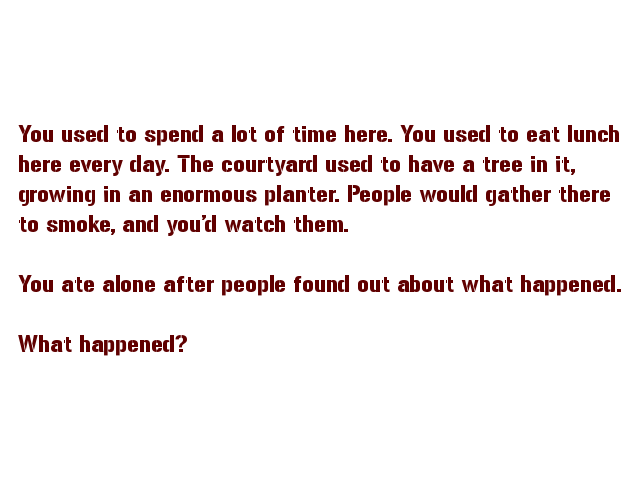 You used to spend a lot of time here. You used to eat lunch
here every day. The courtyard used to have a tree in it,
growing in an enormous planter. People would gather there
to smoke, and you'd watch them.
You ate alone after people found out about what happened.
What happened?